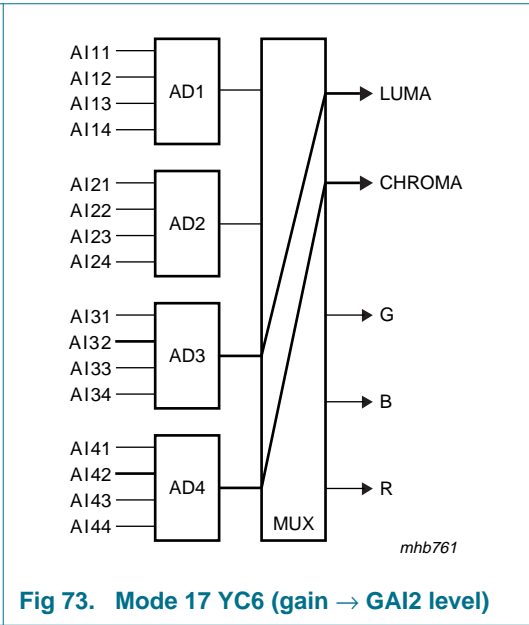 AI11
AI12
AI13
AI14
AD1
AI21
AI22
AI23
AI24
AD2
AI31
AI32
AI33
AI34
AD3
AI41
AI42
AI43
AI44
AD4
MUX
LUMA
CHROMA
G
B
R
mhb761
Fig 73. Mode 17 YC6 (gain → GAI2 level)